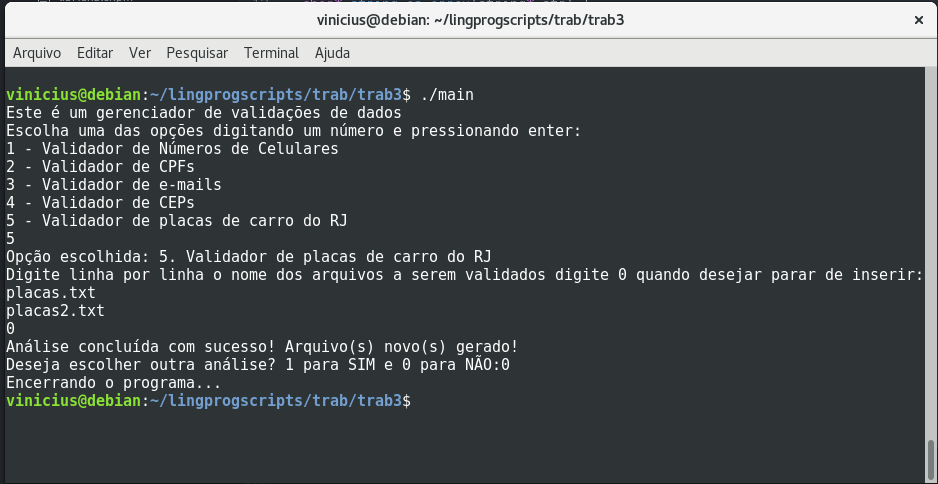 vinicius@debian: ~/lingprogscripts/trab/trab3
Arquivo Editar Ver Pesquisar Terminal Ajuda
vinicius@debian:~/lingprogscripts/trab/trab3$ ./main
Este é um gerenciador de validações de dados
Escolha uma das opções digitando um número e pressionando enter:
1 - Validador de Números de Celulares
2 - Validador de CPFs
3 - Validador de e-mails
4 - Validador de CEPs
5 - Validador de placas de carro do RJ
5
Opção escolhida: 5. Validador de placas de carro do RJ
Digite linha por linha o nome dos arquivos a serem validados digite 0 quando desejar parar de inserir:
placas.txt
placas2.txt
0
Análise concluída com sucesso! Arquivo(s) novo(s) gerado!
Deseja escolher outra análise? 1 para SIM e 0 para NÃO:0
Encerrando o programa...
vinicius@debian:~/lingprogscripts/trab/trab3$